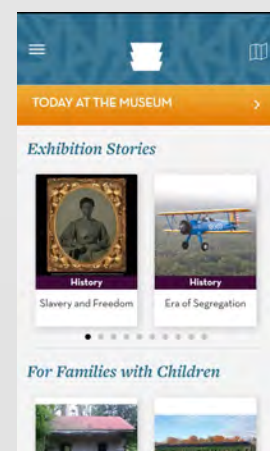 TODAY AT THE MUSEUM
Exhibition Stories
History
History
Slavery and Freedom
Era of Segregation
For Families with Children